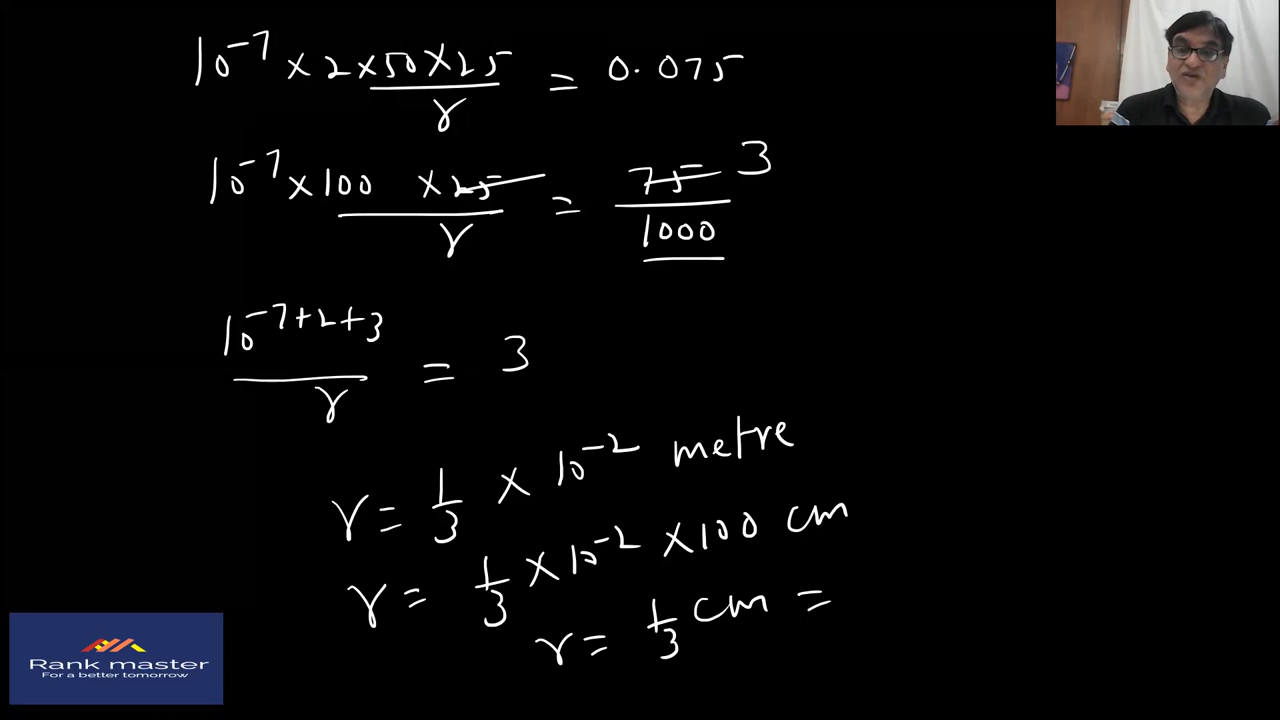 10⁻⁷ × 2 × 50 × 25 / r = 0.075
10⁻⁷ × 100 × 25 / r = 75 / 1000 3
10⁻⁷⁺²⁺³ / r = 3
r = 1/3 × 10⁻² metre
r = 1/3 × 10⁻² × 100 cm
r = 1/3 cm =
Rank master
For a better tomorrow